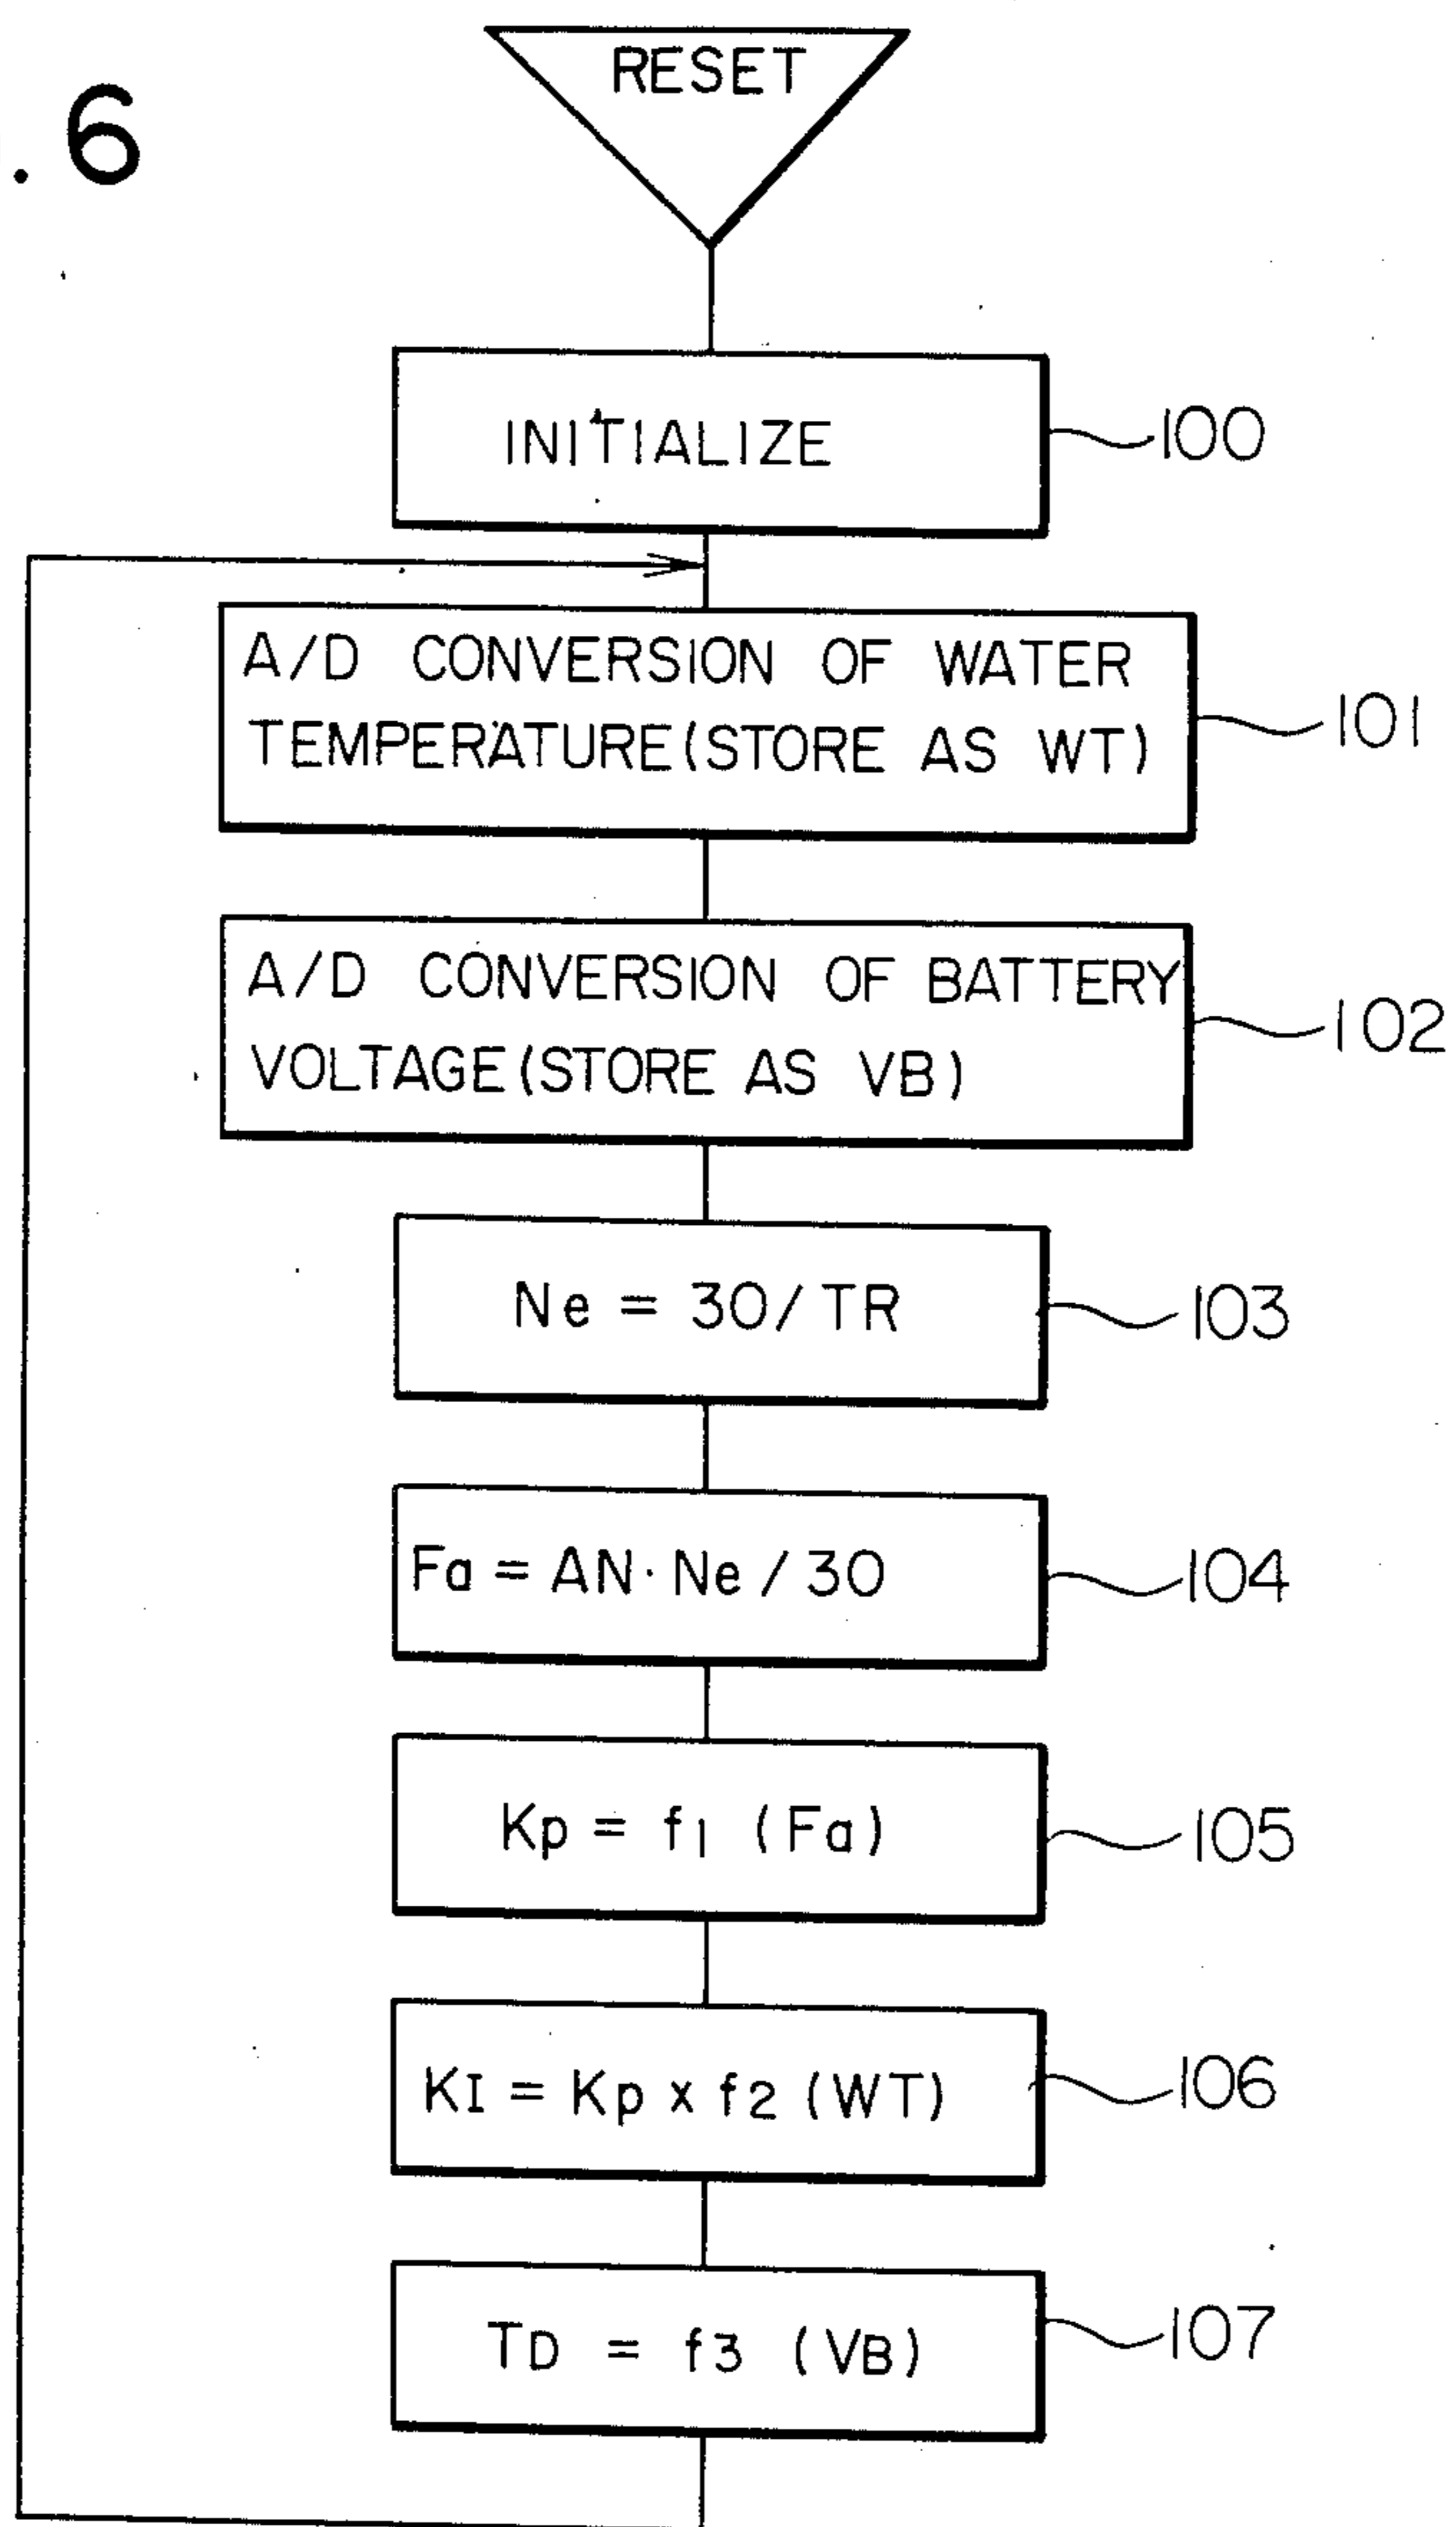 . 6
RESET
INITIALIZE
100
A/D CONVERSION OF WATER
TEMPERATURE(STORE AS WT)
101
A/D CONVERSION OF BATTERY
VOLTAGE(STORE AS VB)
102
Ne = 30/TR
103
Fa = AN·Ne/30
104
Kp = f1 (Fa)
105
KI = Kp x f2 (WT)
106
TD = f3 (VB)
107